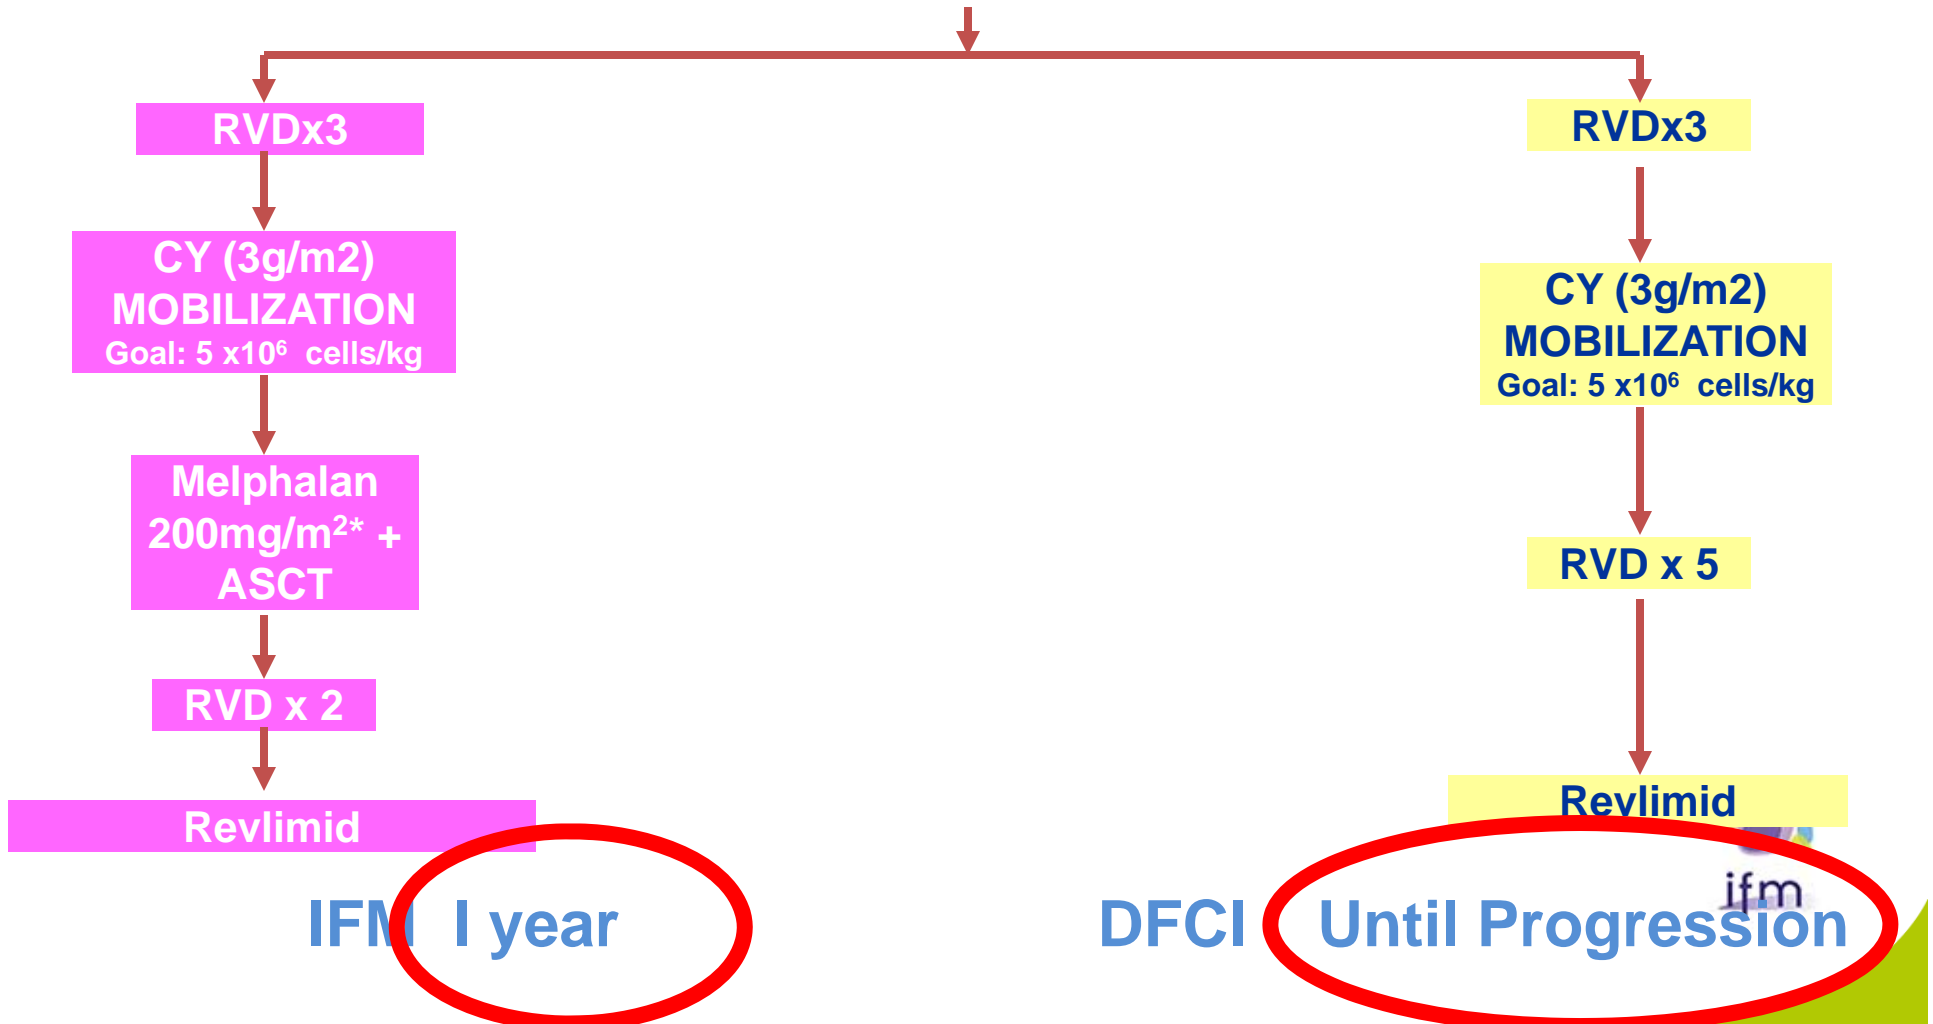 RVDx3
CY (3g/m2)
MOBILIZATION
Goal: 5 x10⁶ cells/kg
Melphalan
200mg/m²* +
ASCT
RVD x 2
Revlimid
RVDx3
CY (3g/m2)
MOBILIZATION
Goal: 5 x10⁶ cells/kg
RVD x 5
Revlimid
ifm
IFM I year
DFCI Until Progression